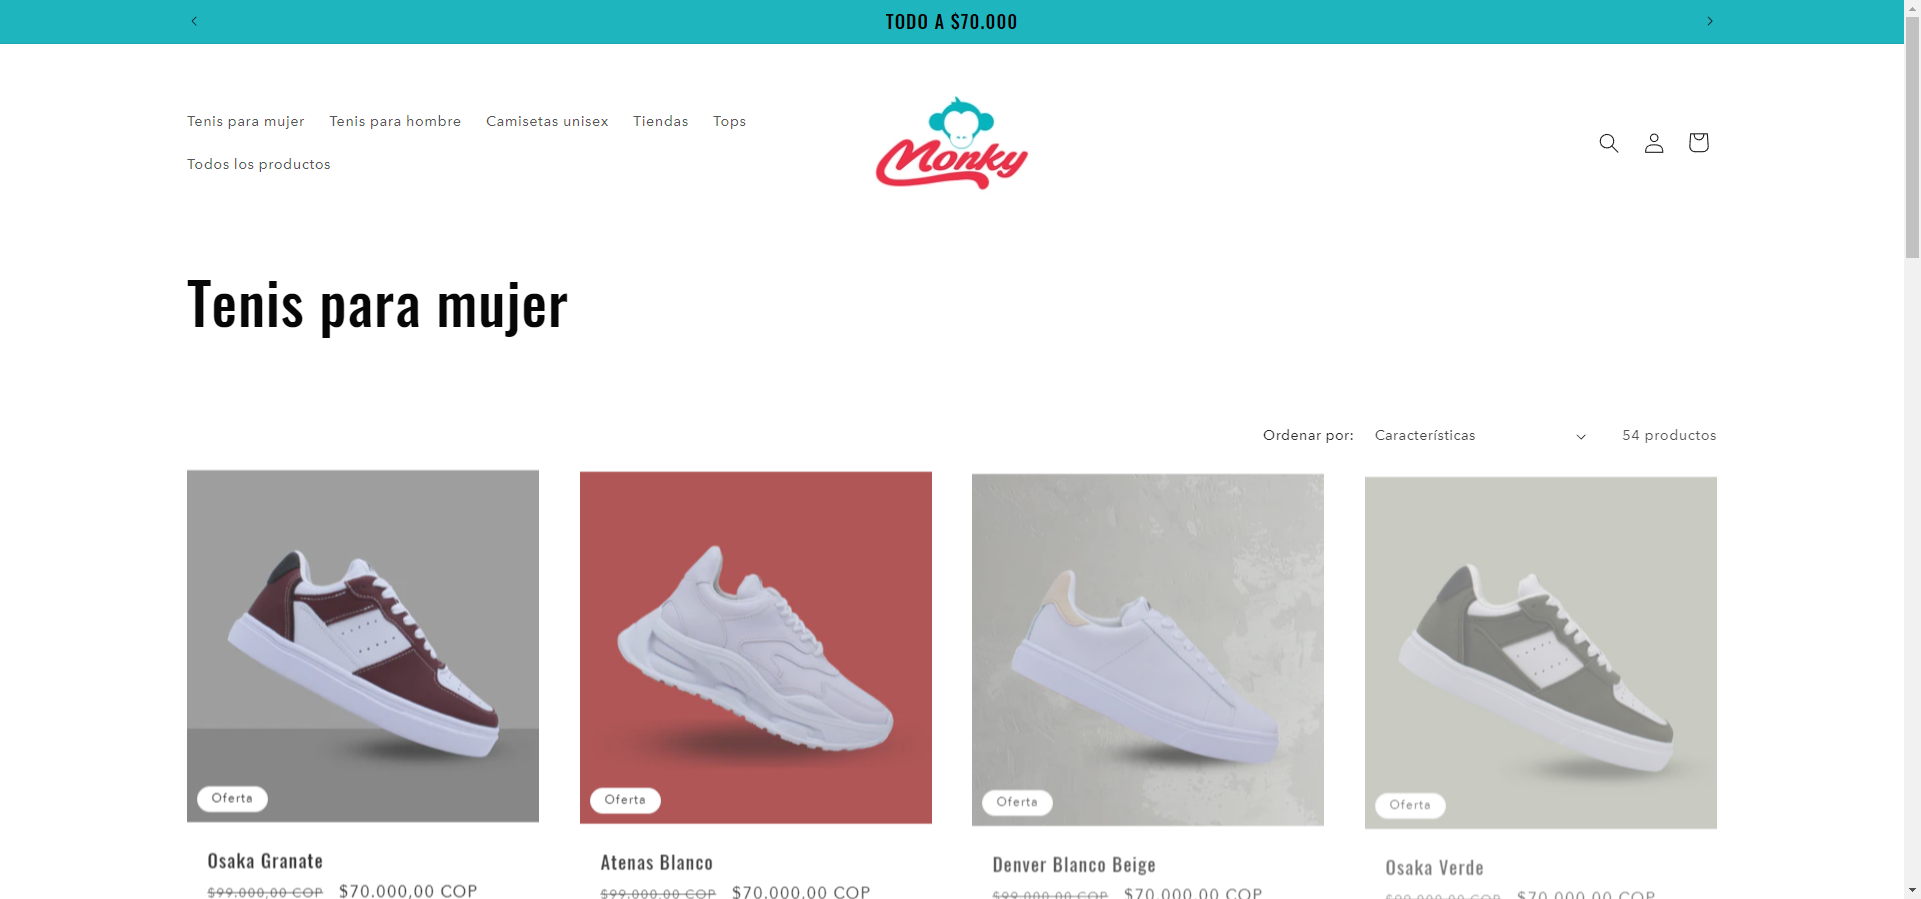 TODO A $70.000
Tenis para mujer
Tenis para hombre
Camisetas unisex
Tiendas
Tops
Todos los productos
Monky
Tenis para mujer
Ordenar por:
Características
54 productos
Oferta
Oferta
Oferta
Oferta
Osaka Granate
$99.000,00 COP $70.000,00 COP
Atenas Blanco
$99.000,00 COP $70.000,00 COP
Denver Blanco Beige
$99.000,00 COP $70.000,00 COP
Osaka Verde
$99.000,00 COP $70.000,00 COP